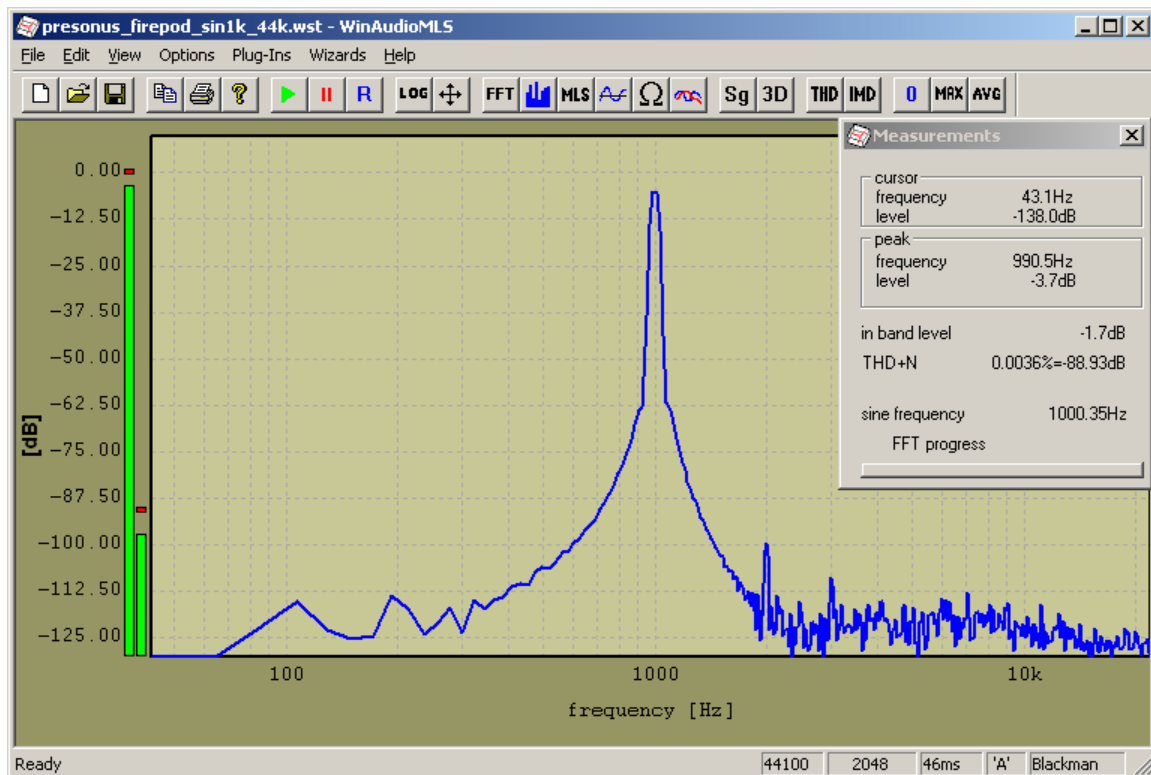 presonus_firepod_sin1k_44k.wst - WinAudioMLS
File Edit View Options Plug-Ins Wizards Help
R LOG FFT MLS Ω Sg 3D THD IMD 0 MAX AVG
Measurements
cursor
frequency 43.1Hz
level -138.0dB
peak
frequency 990.5Hz
level -3.7dB
in band level -1.7dB
THD+N 0.0036%=-88.93dB
sine frequency 1000.35Hz
FFT progress
[dB]
0.00
-12.50
-25.00
-37.50
-50.00
-62.50
-75.00
-87.50
-100.00
-112.50
-125.00
100 1000 10k
frequency [Hz]
Ready 44100 2048 46ms 'A' Blackman